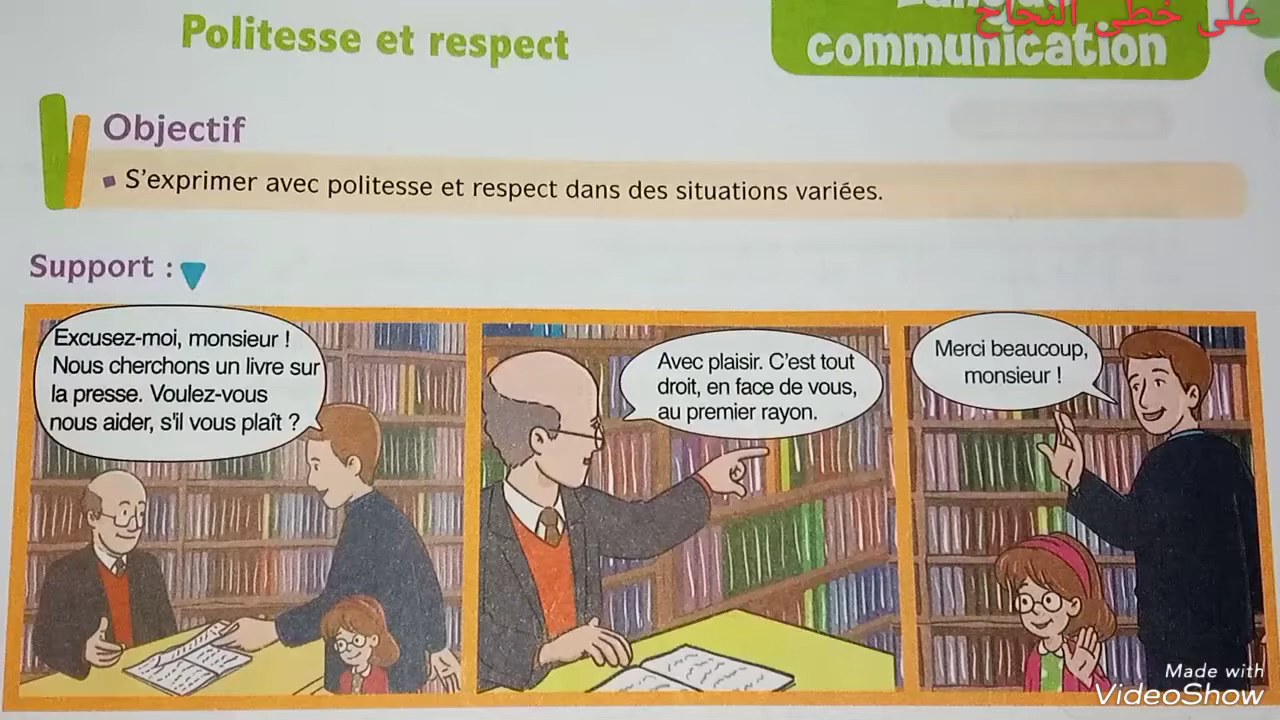 على خطى النجاح
Politesse et respect
communication
Objectif
S'exprimer avec politesse et respect dans des situations variées.
Support :
Excusez-moi, monsieur !
Nous cherchons un livre sur
la presse. Voulez-vous
nous aider, s'il vous plaît ?
Avec plaisir. C'est tout
droit, en face de vous,
au premier rayon.
Merci beaucoup,
monsieur !
Made with
VideoShow